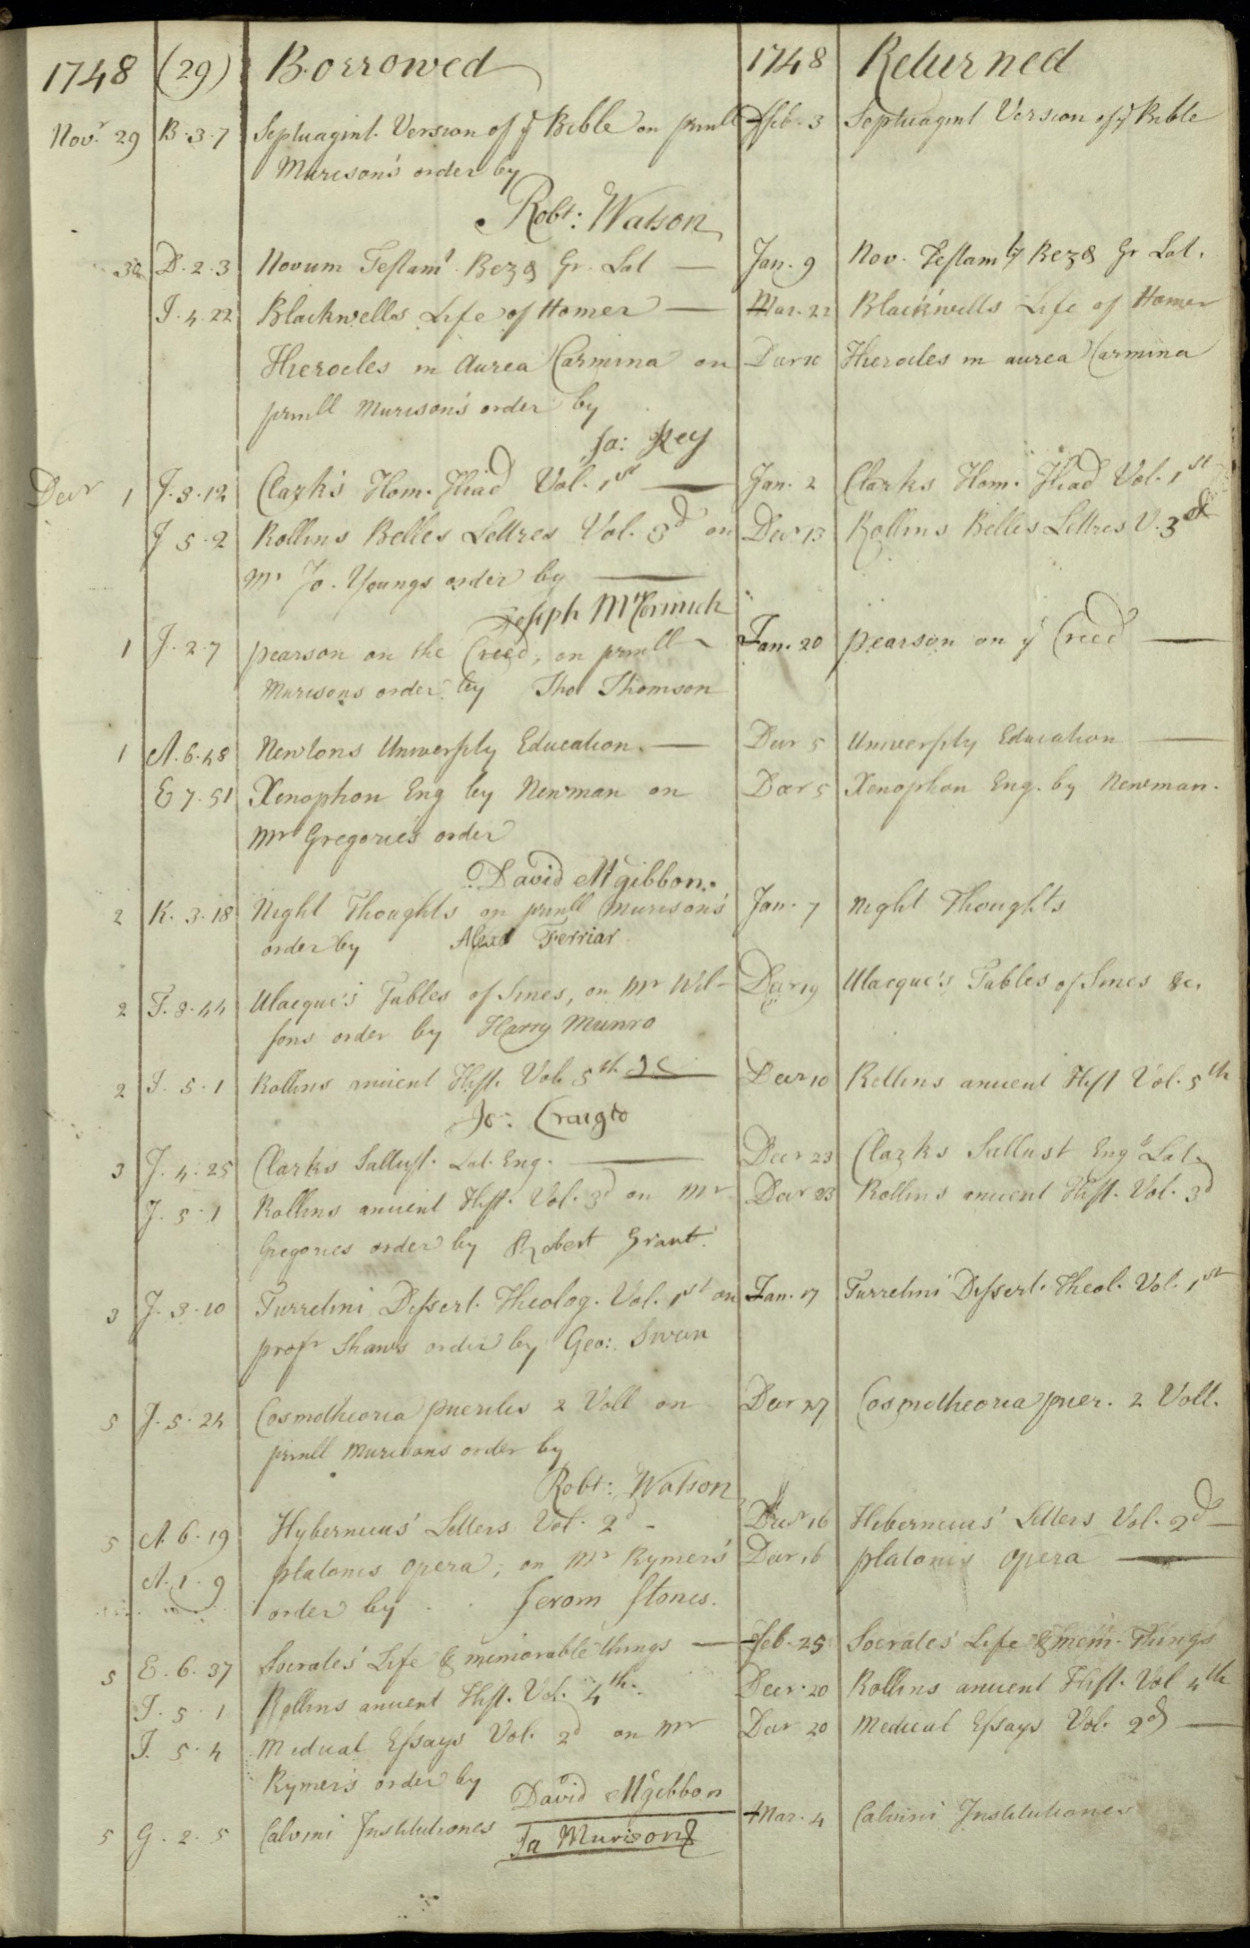 1748 (29) Borrowed 1748 Returned
Novr 29 B.3.7 Septuagint Version of ye Bible on prinll Feb. 3 Septuagint Version of ye Bible
Murison's order by
Robt: Watson
30 D.2.3 Novum Testamt Bezæ Gr. Lat — Jan. 9 Nov. Testam by Bezæ Gr Lat.
J.4.22 Blackwells Life of Homer — Mar. 22 Blackwells Life of Homer
Hierocles in Aurea Carmina on Decr 10 Hierocles in aurea Carmina
prinll Murison's order by
Ja: Key
Decr 1 J.3.12 Clark's Hom. Iliad Vol. 1st — Jan. 2 Clarks Hom. Iliad Vol. 1st
J 5.2 Rollins Belles Lettres Vol. 3d on Decr 13 Rollins Belles Lettres V. 3d
Mr Jo. Youngs order by —
Joseph McCormick
1 J.2.7 pearson on the Creed, on prinll Jan. 20 pearson on ye Creed —
Murisons order by Tho Thomson
1 A.6.48 Newtons University Education — Decr 5 University Education —
E 7.51 Xenophon Eng by Newman on Decr 5 Xenophon Eng. by Newman.
Mr Gregorie's order
David McGibbon.
2 K.3.18 Night Thoughts on prinll Murison's Jan. 7 Night Thoughts
order by Alexr Ferriar
2 J.8.44 Ulacque's Tables of Sines, on Mr Wil- Decr 19 Ulacque's Tables of Sines &c.
sons order by Harry Munro
2 J.5.1 Rollins ancient Hist. Vol. 5th — Decr 10 Rollins ancient Hist Vol. 5th
Jo: Craigie
3 J.4.25 Clarks Sallust. Lat. Eng. — Decr 23 Clarks Sallust Eng Lat.
J.5.1 Rollins ancient Hist. Vol. 3d on Mr Decr 23 Rollins ancient Hist. Vol. 3d
Gregories order by Robert Grant.
3 J.3.10 Turretini Dissert. Theolog. Vol. 1st on Jan. 17 Turretini Dissert. Theol. Vol. 1st
profr Shaws order by Geo: Swan
5 J.5.24 Cosmotheoria pueriles 2 Voll on Decr 27 Cosmotheoria puer. 2 Voll.
prinll Murisons order by
Robt: Watson
5 A 6.19 Hybernicus' Letters Vol. 2d - Decr 16 Hibernicus' Letters Vol. 2d —
A.1.9 platonis opera, on Mr Rymer's Decr 16 platonis opera —
order by Jerom Stones.
5 E.6.37 Socrates' Life & memorable things — Feb. 25 Socrates' Life & mem. Things
J.5.1 Rollins ancient Hist. Vol. 4th. Decr. 20 Rollins ancient Hist. Vol 4th
J.5.4 Medical Essays Vol. 2d on Mr Decr 20 Medical Essays Vol. 2d —
Rymer's order by David McGibbon
5 G.2.5 Calvini Institutiones Ja Murison Mar. 4 Calvini Institutiones